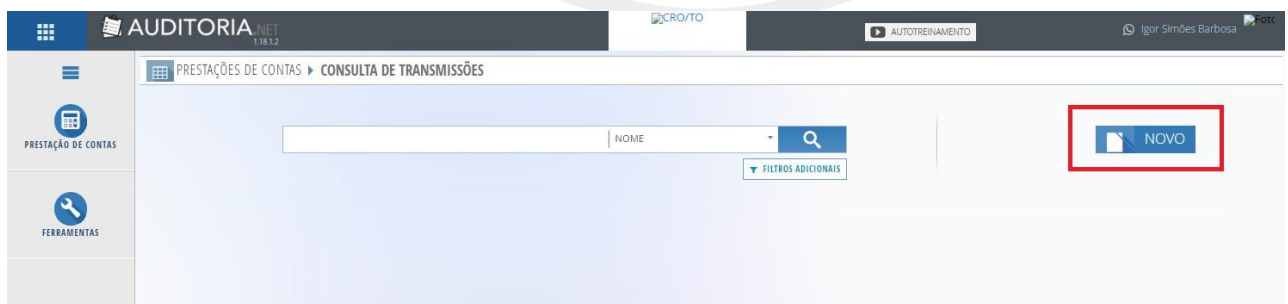 AUDITORIA.NET
1.18.1.2
CRO/TO
AUTOTREINAMENTO
Igor Simões Barbosa
PRESTAÇÕES DE CONTAS CONSULTA DE TRANSMISSÕES
PRESTAÇÃO DE CONTAS
NOME
NOVO
FILTROS ADICIONAIS
FERRAMENTAS